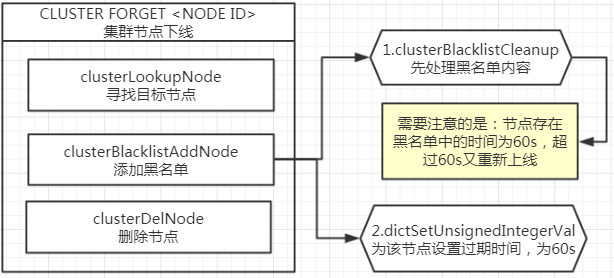 CLUSTER FORGET <NODE ID>
集群节点下线
clusterLookupNode
寻找目标节点
clusterBlacklistAddNode
添加黑名单
clusterDelNode
删除节点
1.clusterBlacklistCleanup
先处理黑名单内容
需要注意的是：节点存在
黑名单中的时间为60s，超
过60s又重新上线
2.dictSetUnsignedIntegerVal
为该节点设置过期时间，为60s